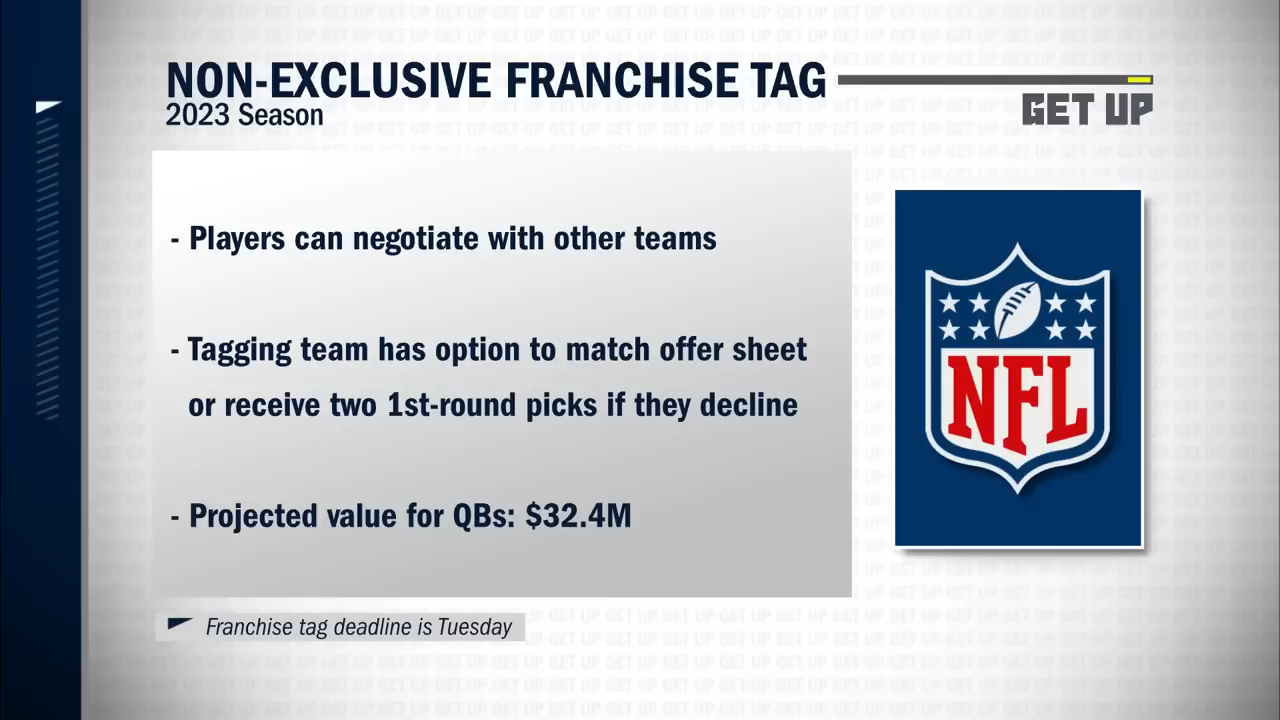 NON-EXCLUSIVE FRANCHISE TAG
2023 Season
GET UP
- Players can negotiate with other teams
- Tagging team has option to match offer sheet
or receive two 1st-round picks if they decline
- Projected value for QBs: $32.4M
NFL
Franchise tag deadline is Tuesday